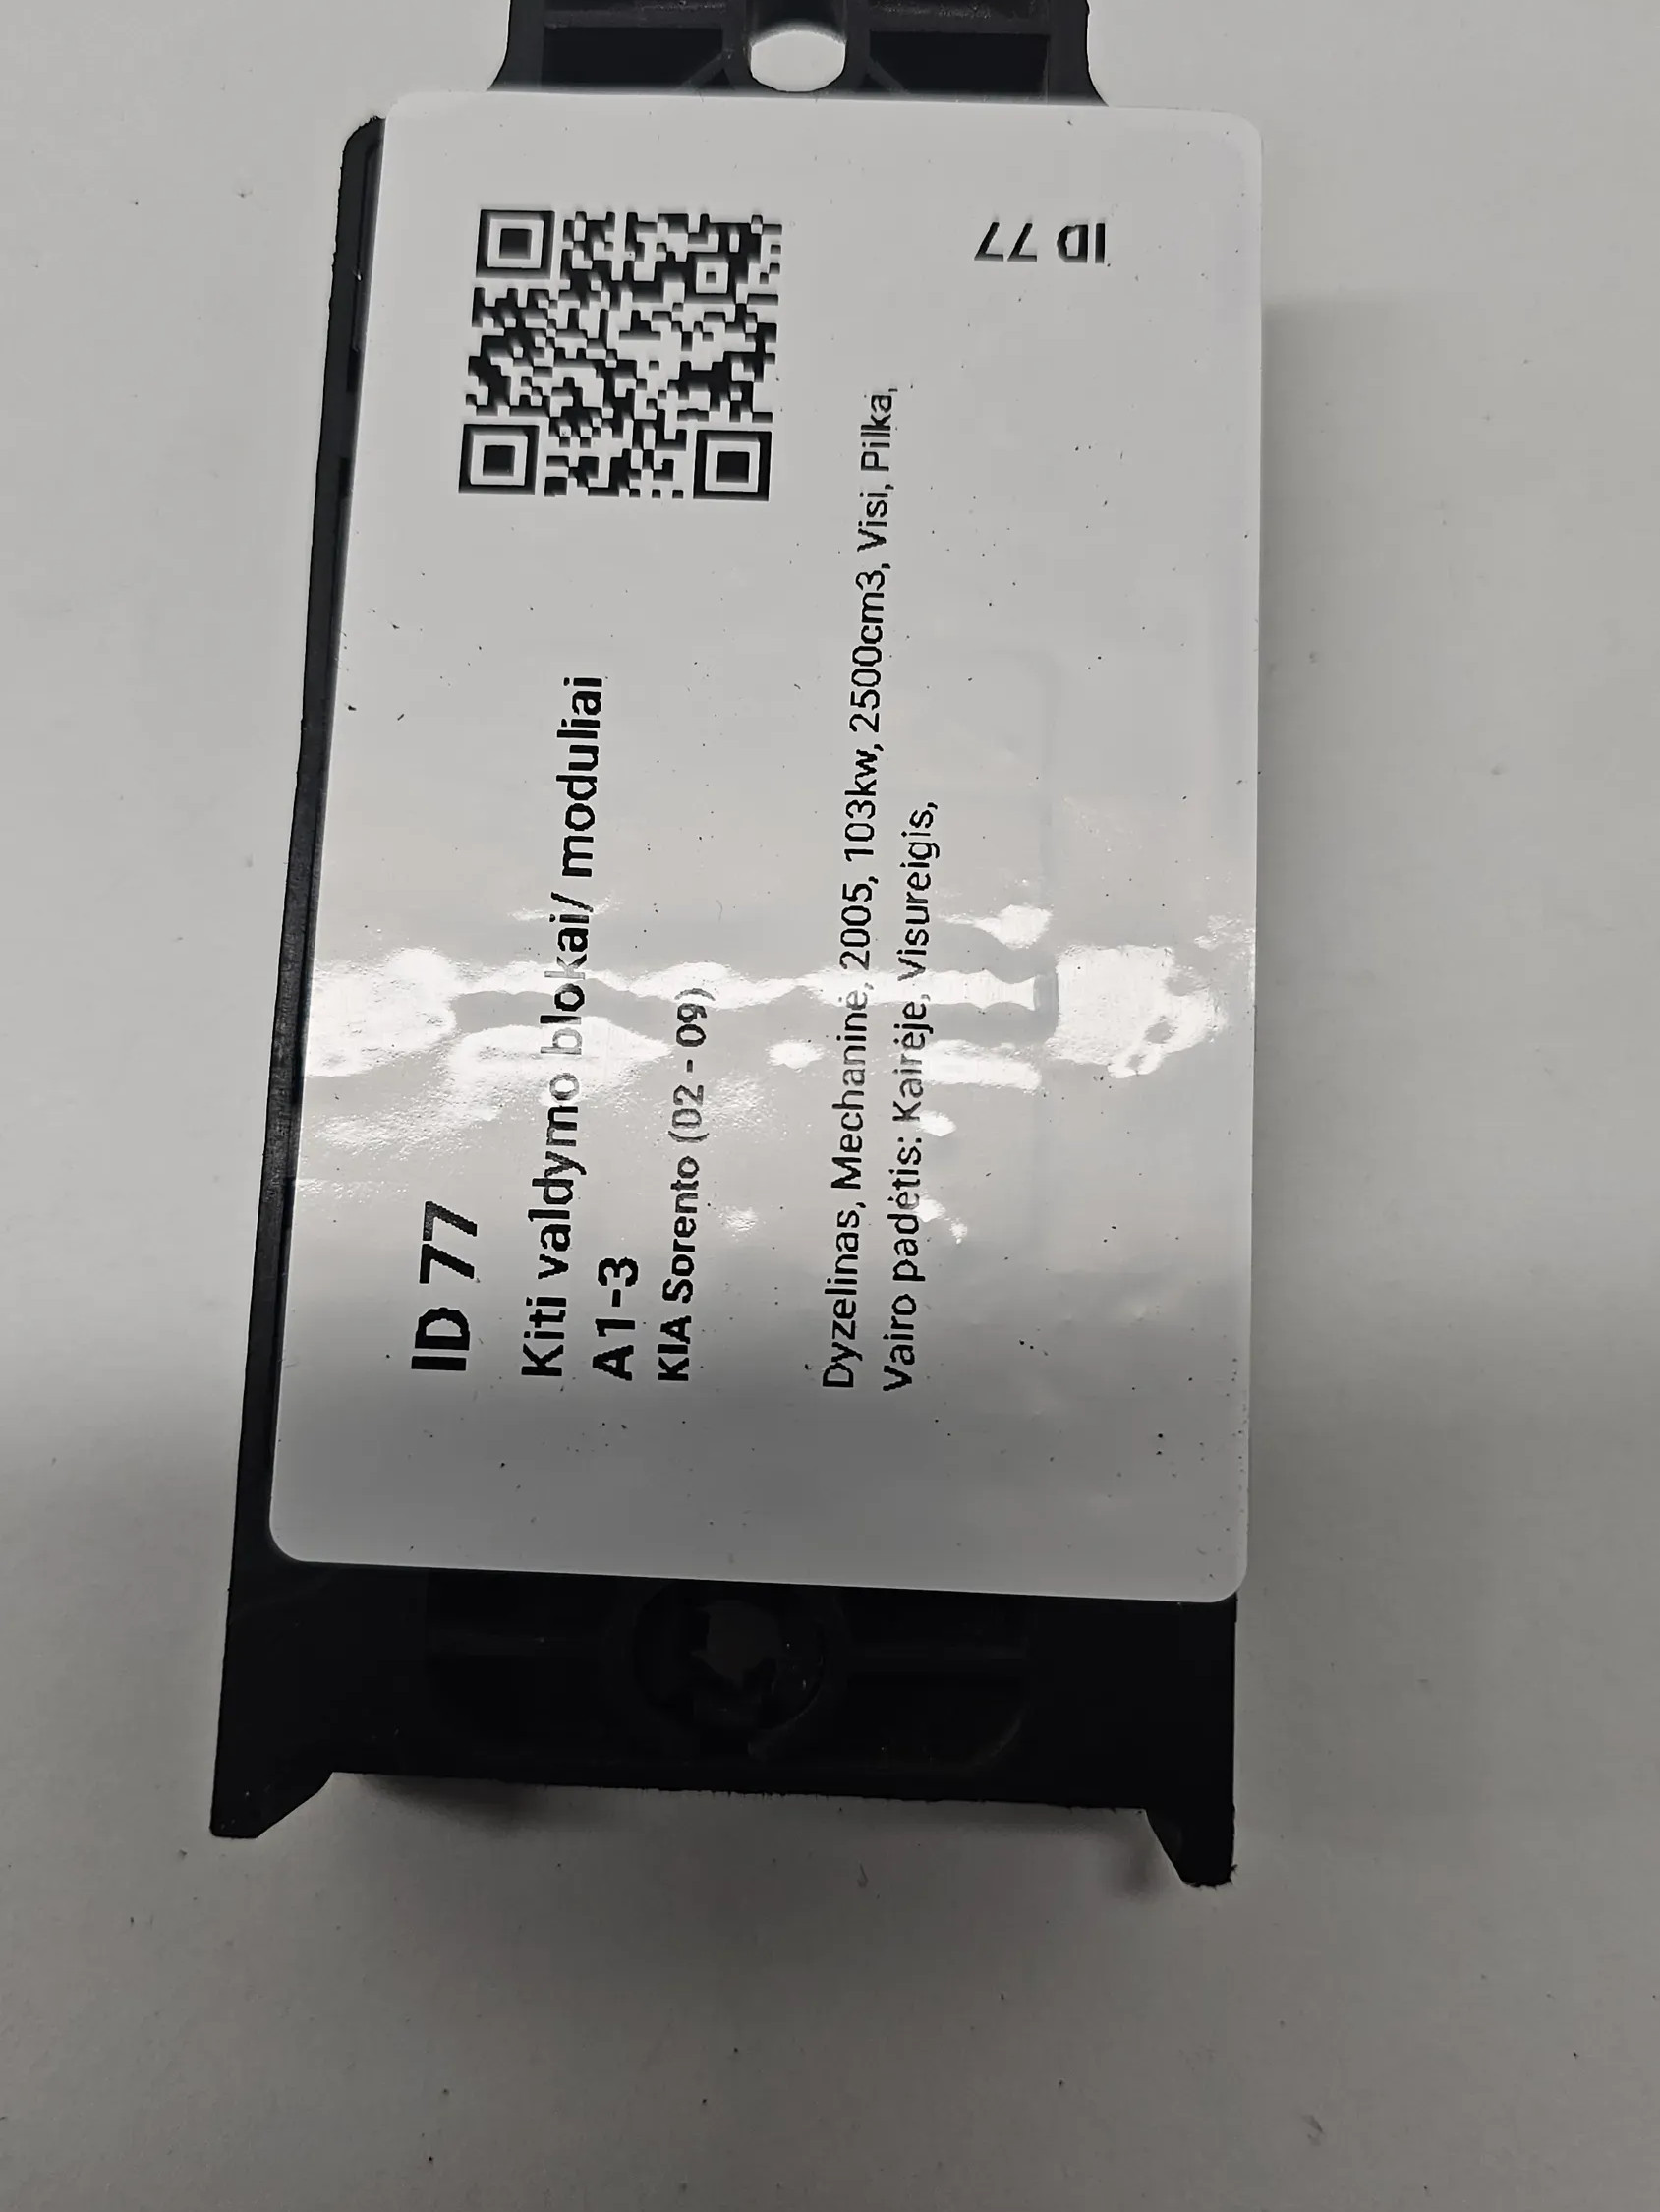 ID 77
Kiti valdymo blokai/ moduliai
A1-3
KIA Sorento (02 - 09)
Dyzelinas, Mechaninė, 2005, 103kw, 2500cm3, Visi, Pilka,
Vairo padėtis: Kairėje, Visureigis,
ID 77